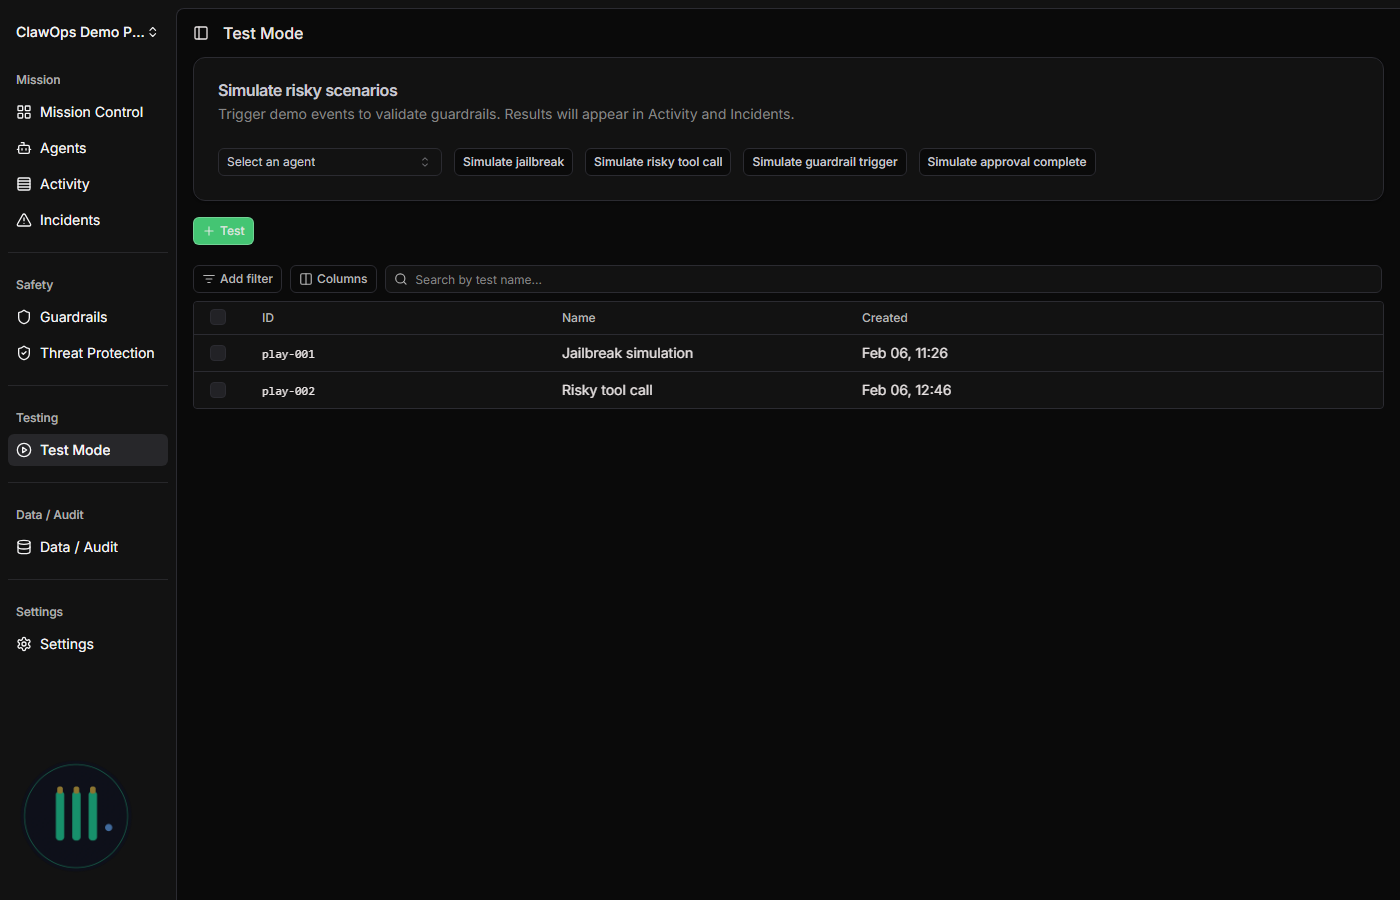 ClawOps Demo P...
Mission
Mission Control
Agents
Activity
Incidents
Safety
Guardrails
Threat Protection
Testing
Test Mode
Data / Audit
Data / Audit
Settings
Settings
Test Mode
Simulate risky scenarios
Trigger demo events to validate guardrails. Results will appear in Activity and Incidents.
Select an agent Simulate jailbreak Simulate risky tool call Simulate guardrail trigger Simulate approval complete
+ Test
Add filter Columns Search by test name...
ID Name Created
play-001 Jailbreak simulation Feb 06, 11:26
play-002 Risky tool call Feb 06, 12:46